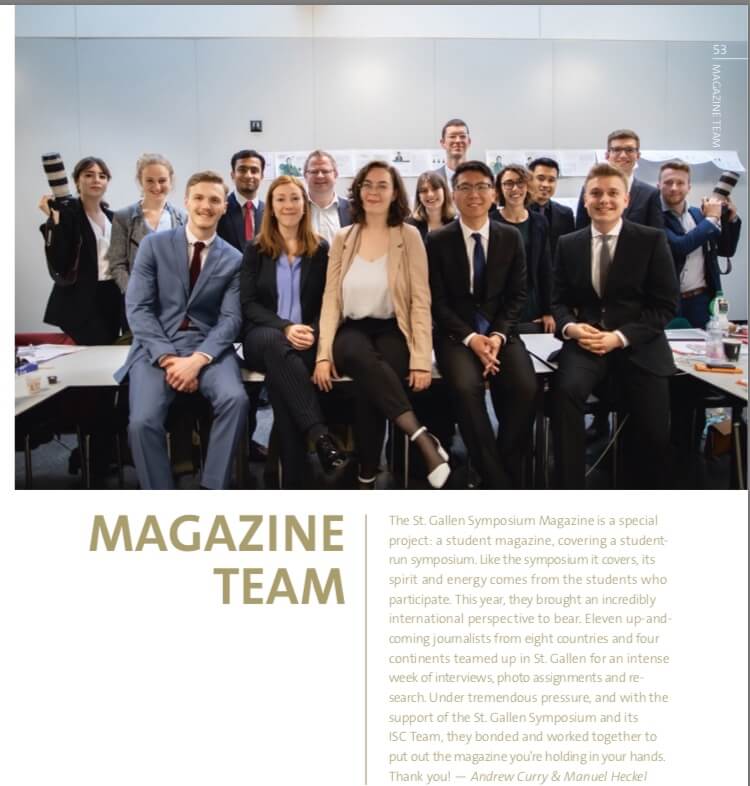 53
MAGAZINE TEAM
MAGAZINE
TEAM
The St. Gallen Symposium Magazine is a special
project: a student magazine, covering a student-
run symposium. Like the symposium it covers, its
spirit and energy comes from the students who
participate. This year, they brought an incredibly
international perspective to bear. Eleven up-and-
coming journalists from eight countries and four
continents teamed up in St. Gallen for an intense
week of interviews, photo assignments and re-
search. Under tremendous pressure, and with the
support of the St. Gallen Symposium and its
ISC Team, they bonded and worked together to
put out the magazine you're holding in your hands.
Thank you! — Andrew Curry & Manuel Heckel